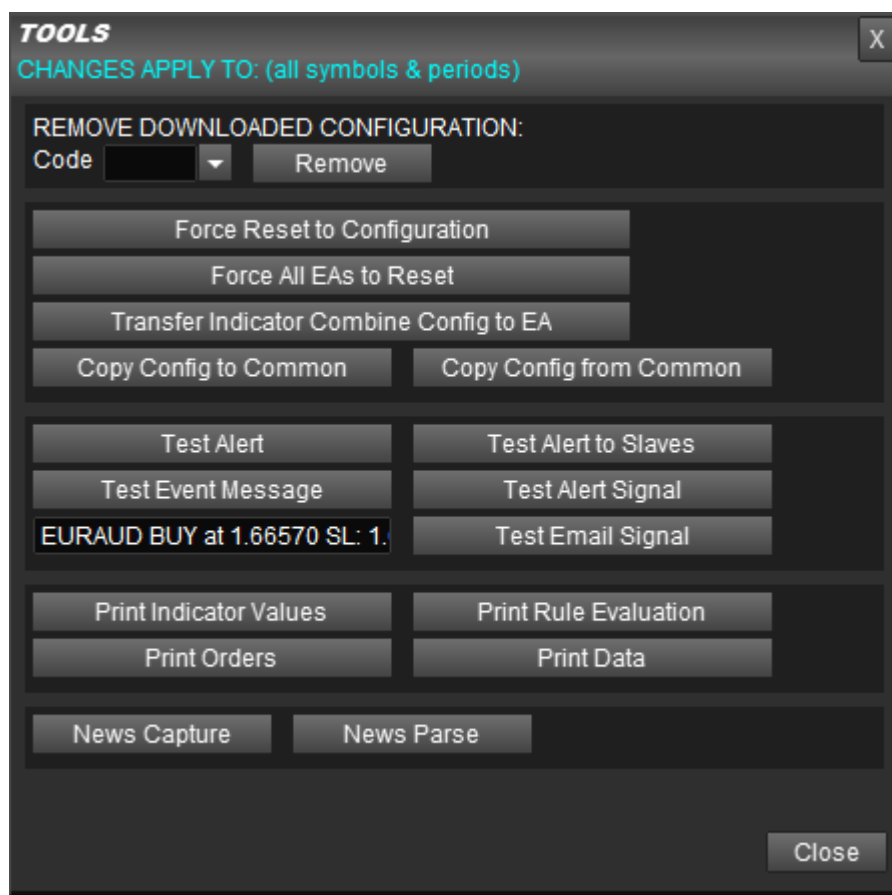 TOOLS
X
CHANGES APPLY TO: (all symbols & periods)
REMOVE DOWNLOADED CONFIGURATION:
Code
Remove
Force Reset to Configuration
Force All EAs to Reset
Transfer Indicator Combine Config to EA
Copy Config to Common
Copy Config from Common
Test Alert
Test Alert to Slaves
Test Event Message
Test Alert Signal
EURAUD BUY at 1.66570 SL: 1.
Test Email Signal
Print Indicator Values
Print Rule Evaluation
Print Orders
Print Data
News Capture
News Parse
Close